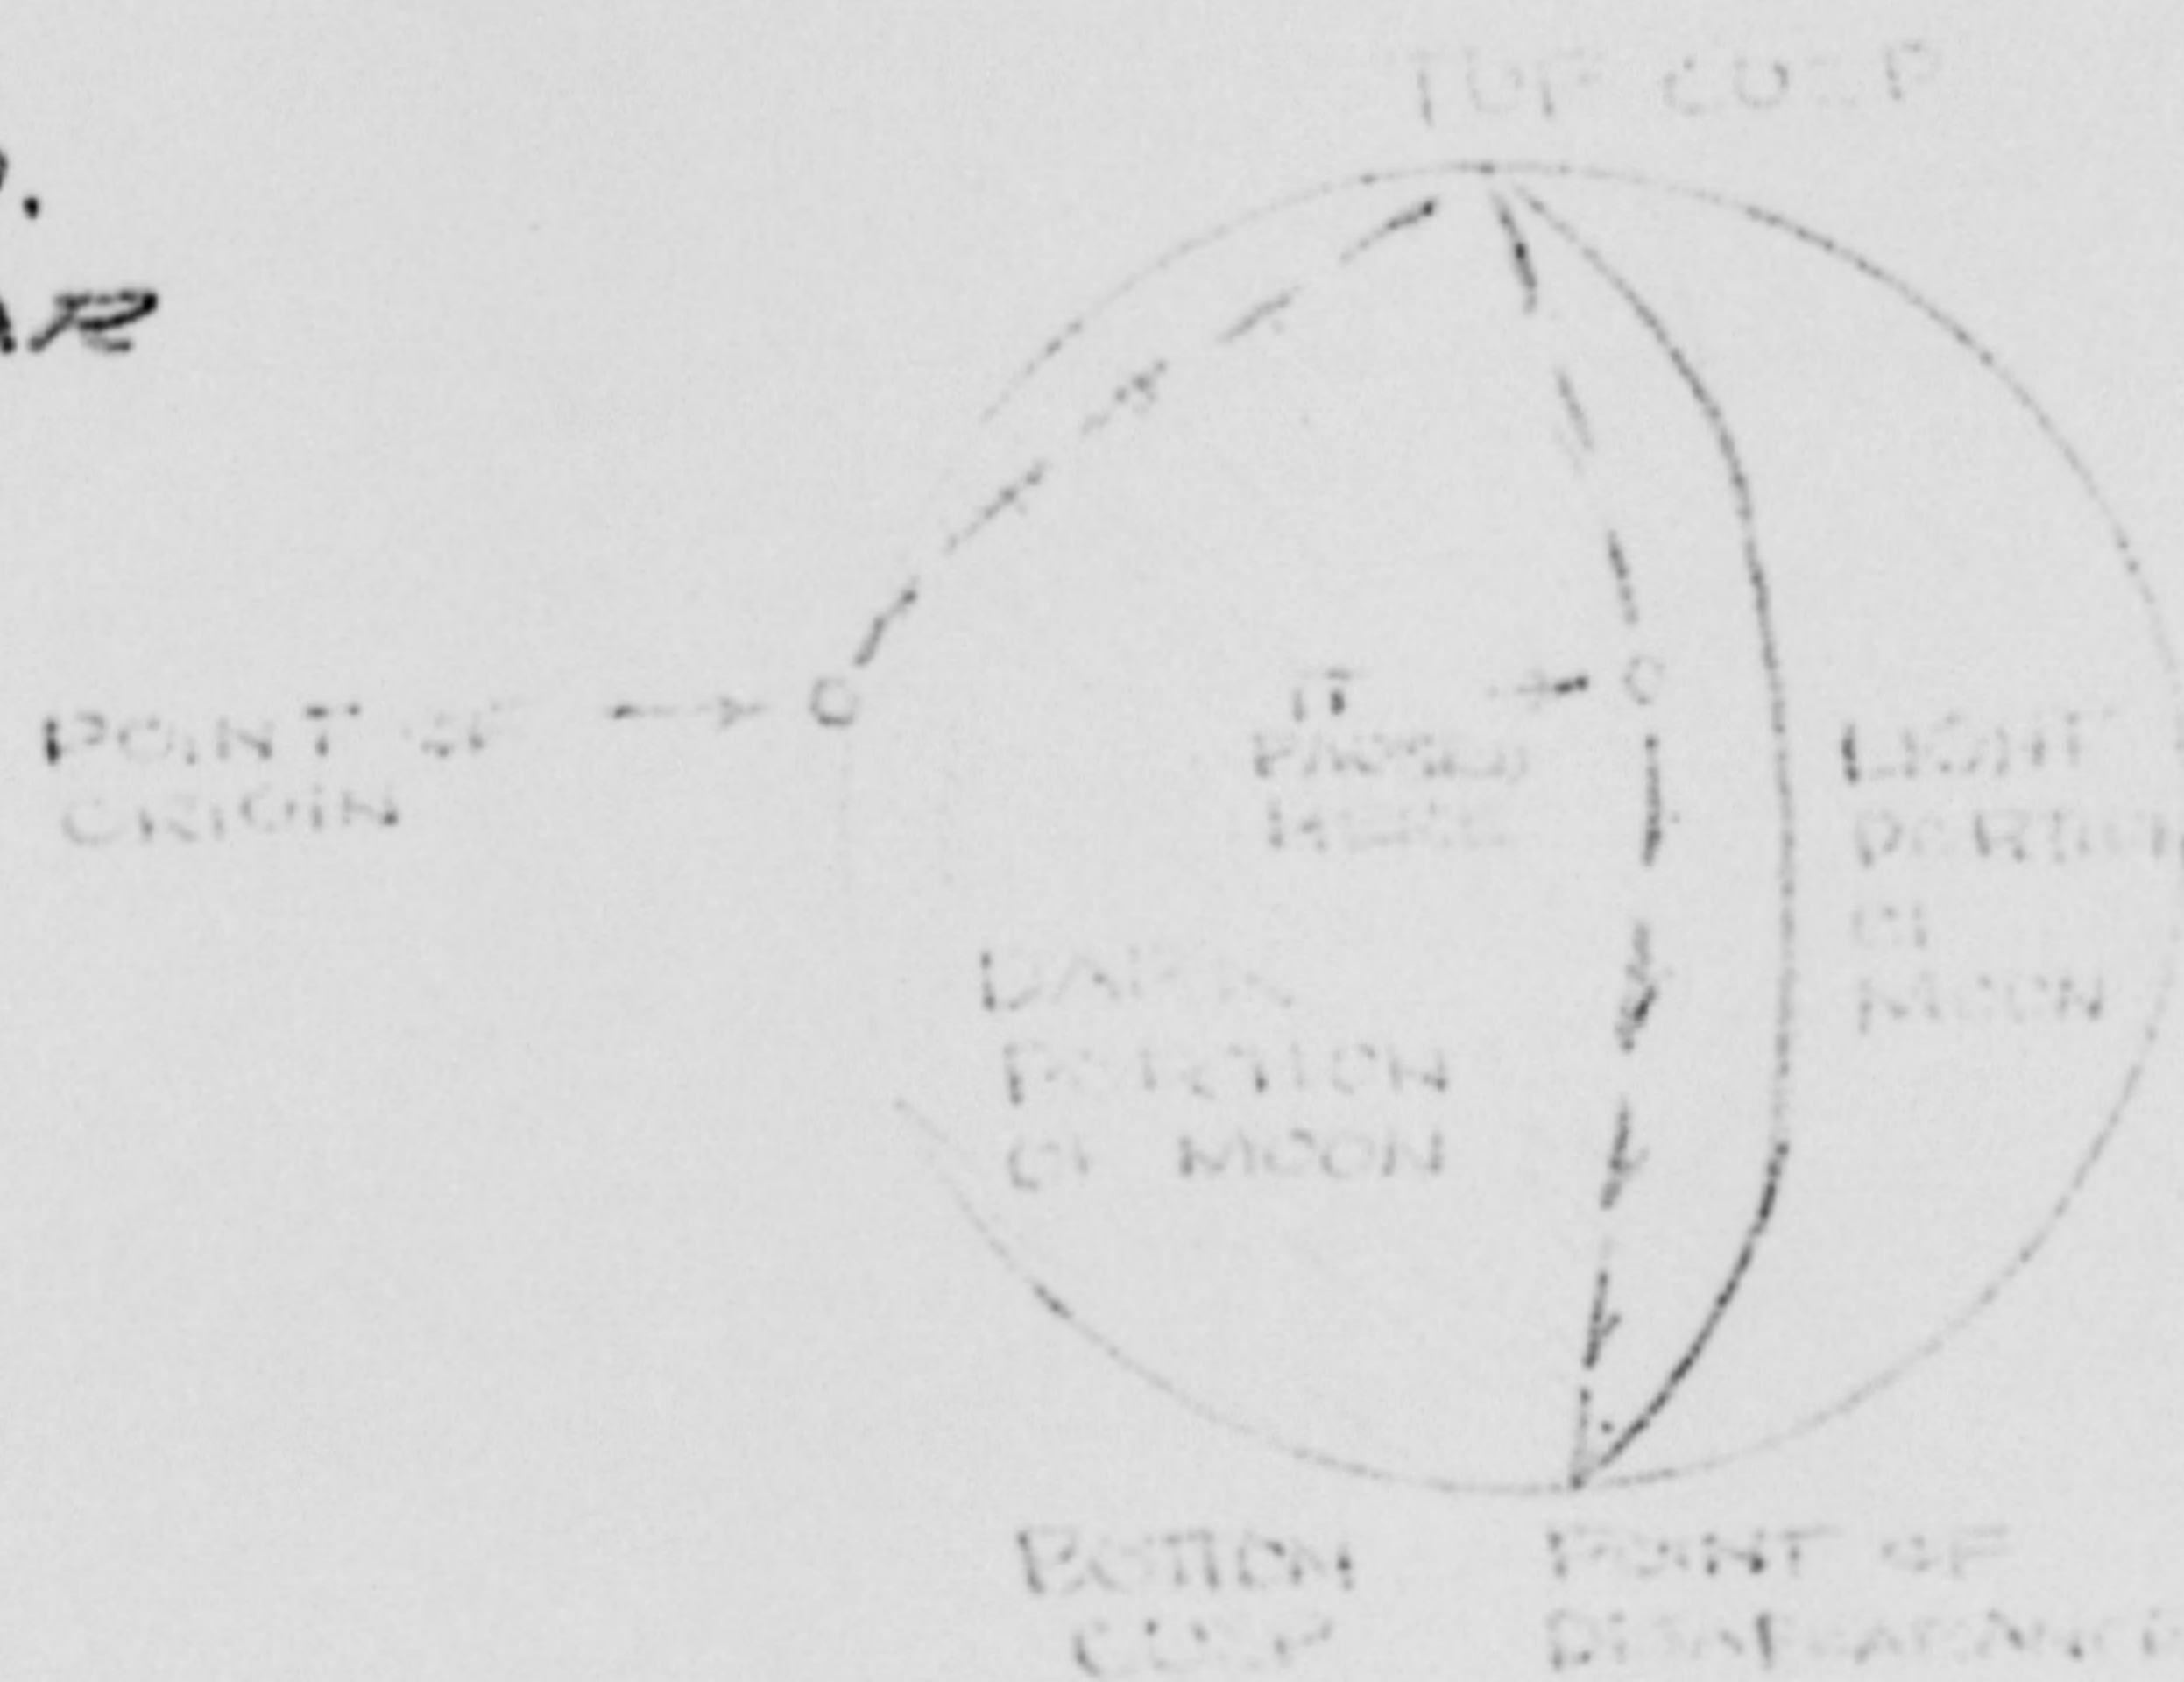 TOP CUSP
POINT OF
ORIGIN
IT
PASSED
HERE
LIGHT
PORTION
OF
MOON
DARK
PORTION
OF MOON
BOTTOM
CUSP
POINT OF